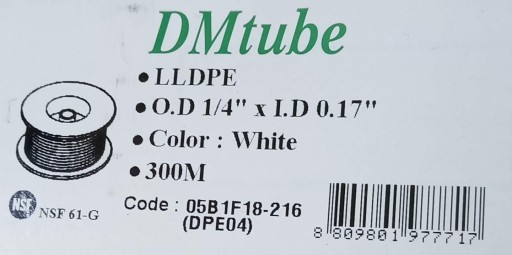 DMtube
• LLDPE
• O.D 1/4" x I.D 0.17"
• Color : White
• 300M
NSF NSF 61-G
Code : 05B1F18-216
(DPE04)
8 809801 977717